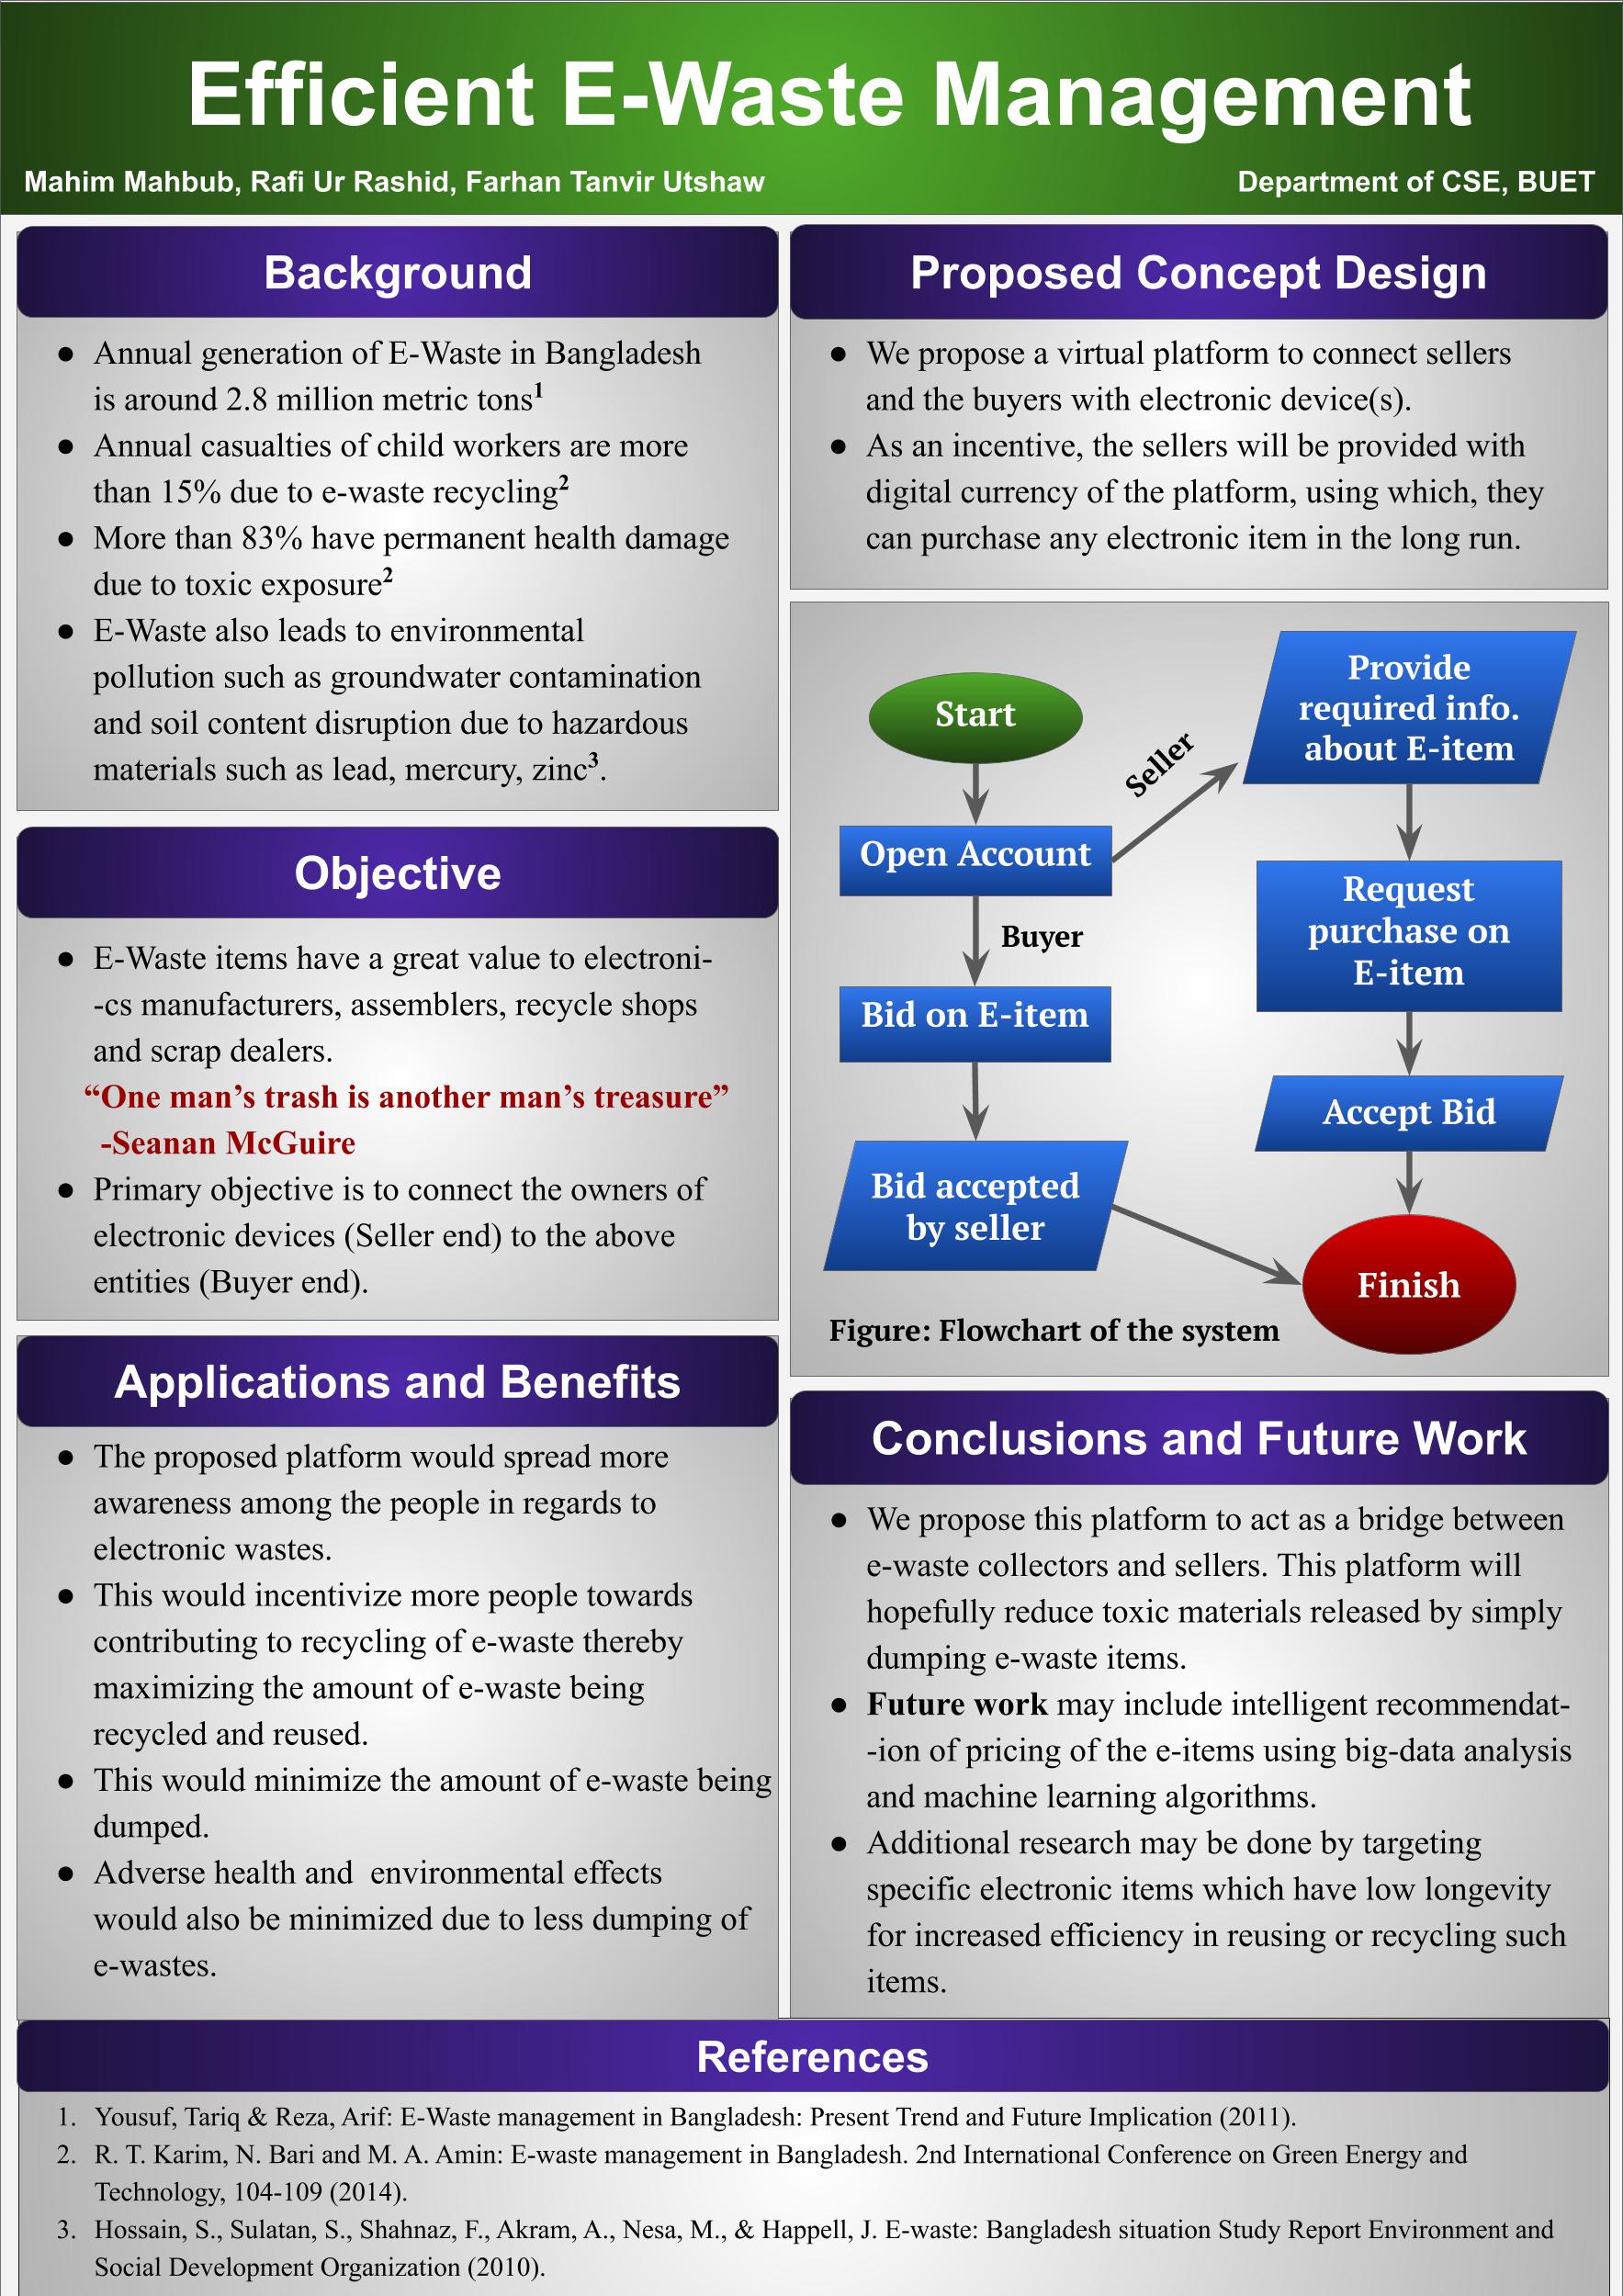 Efficient E-Waste Management
Mahim Mahbub, Rafi Ur Rashid, Farhan Tanvir Utshaw
Department of CSE, BUET
Background
● Annual generation of E-Waste in Bangladesh
is around 2.8 million metric tons¹
● Annual casualties of child workers are more
than 15% due to e-waste recycling²
● More than 83% have permanent health damage
due to toxic exposure²
● E-Waste also leads to environmental
pollution such as groundwater contamination
and soil content disruption due to hazardous
materials such as lead, mercury, zinc³.
Objective
● E-Waste items have a great value to electroni-
-cs manufacturers, assemblers, recycle shops
and scrap dealers.
“One man’s trash is another man’s treasure”
-Seanan McGuire
● Primary objective is to connect the owners of
electronic devices (Seller end) to the above
entities (Buyer end).
Applications and Benefits
● The proposed platform would spread more
awareness among the people in regards to
electronic wastes.
● This would incentivize more people towards
contributing to recycling of e-waste thereby
maximizing the amount of e-waste being
recycled and reused.
● This would minimize the amount of e-waste being
dumped.
● Adverse health and environmental effects
would also be minimized due to less dumping of
e-wastes.
Proposed Concept Design
● We propose a virtual platform to connect sellers
and the buyers with electronic device(s).
● As an incentive, the sellers will be provided with
digital currency of the platform, using which, they
can purchase any electronic item in the long run.
Start
Open Account
Buyer
Bid on E-item
Bid accepted
by seller
Seller
Provide
required info.
about E-item
Request
purchase on
E-item
Accept Bid
Finish
Figure: Flowchart of the system
Conclusions and Future Work
● We propose this platform to act as a bridge between
e-waste collectors and sellers. This platform will
hopefully reduce toxic materials released by simply
dumping e-waste items.
● Future work may include intelligent recommendat-
-ion of pricing of the e-items using big-data analysis
and machine learning algorithms.
● Additional research may be done by targeting
specific electronic items which have low longevity
for increased efficiency in reusing or recycling such
items.
References
1. Yousuf, Tariq & Reza, Arif: E-Waste management in Bangladesh: Present Trend and Future Implication (2011).
2. R. T. Karim, N. Bari and M. A. Amin: E-waste management in Bangladesh. 2nd International Conference on Green Energy and
Technology, 104-109 (2014).
3. Hossain, S., Sulatan, S., Shahnaz, F., Akram, A., Nesa, M., & Happell, J. E-waste: Bangladesh situation Study Report Environment and
Social Development Organization (2010).